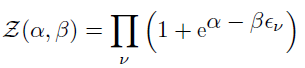 𝒵(α, β) = ∏_ν (1 + e^{α − βϵ_ν})